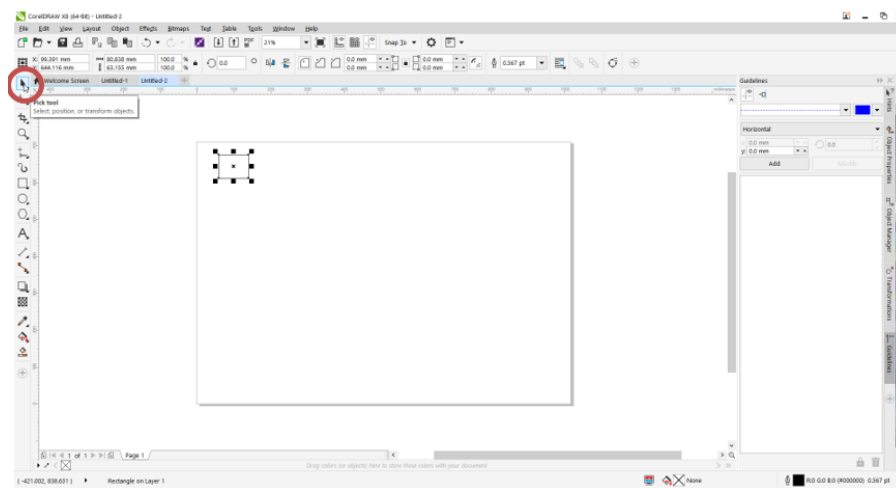 CorelDRAW X8 (64-Bit) - Untitled-2
File Edit View Layout Object Effects Bitmaps Text Table Tools Window Help
21% Snap To
X: 99.391 mm 80.838 mm 100.0 % 0.0 ° 0.0 mm 0.0 mm 0.567 pt
Y: 644.116 mm 63.153 mm 100.0 % 0.0 mm 0.0 mm
Welcome Screen Untitled-1 Untitled-2
Pick tool
Select, position, or transform objects.
millimeters
Guidelines
Horizontal
0.0 mm 0.0
y: 0.0 mm
Add Modify
Hints
Object Properties
Object Manager
Transformations
Guidelines
1 of 1 Page 1
Drag colors (or objects) here to store these colors with your document
(-421.002, 838.631) Rectangle on Layer 1 None R:0 G:0 B:0 (#000000) 0.567 pt